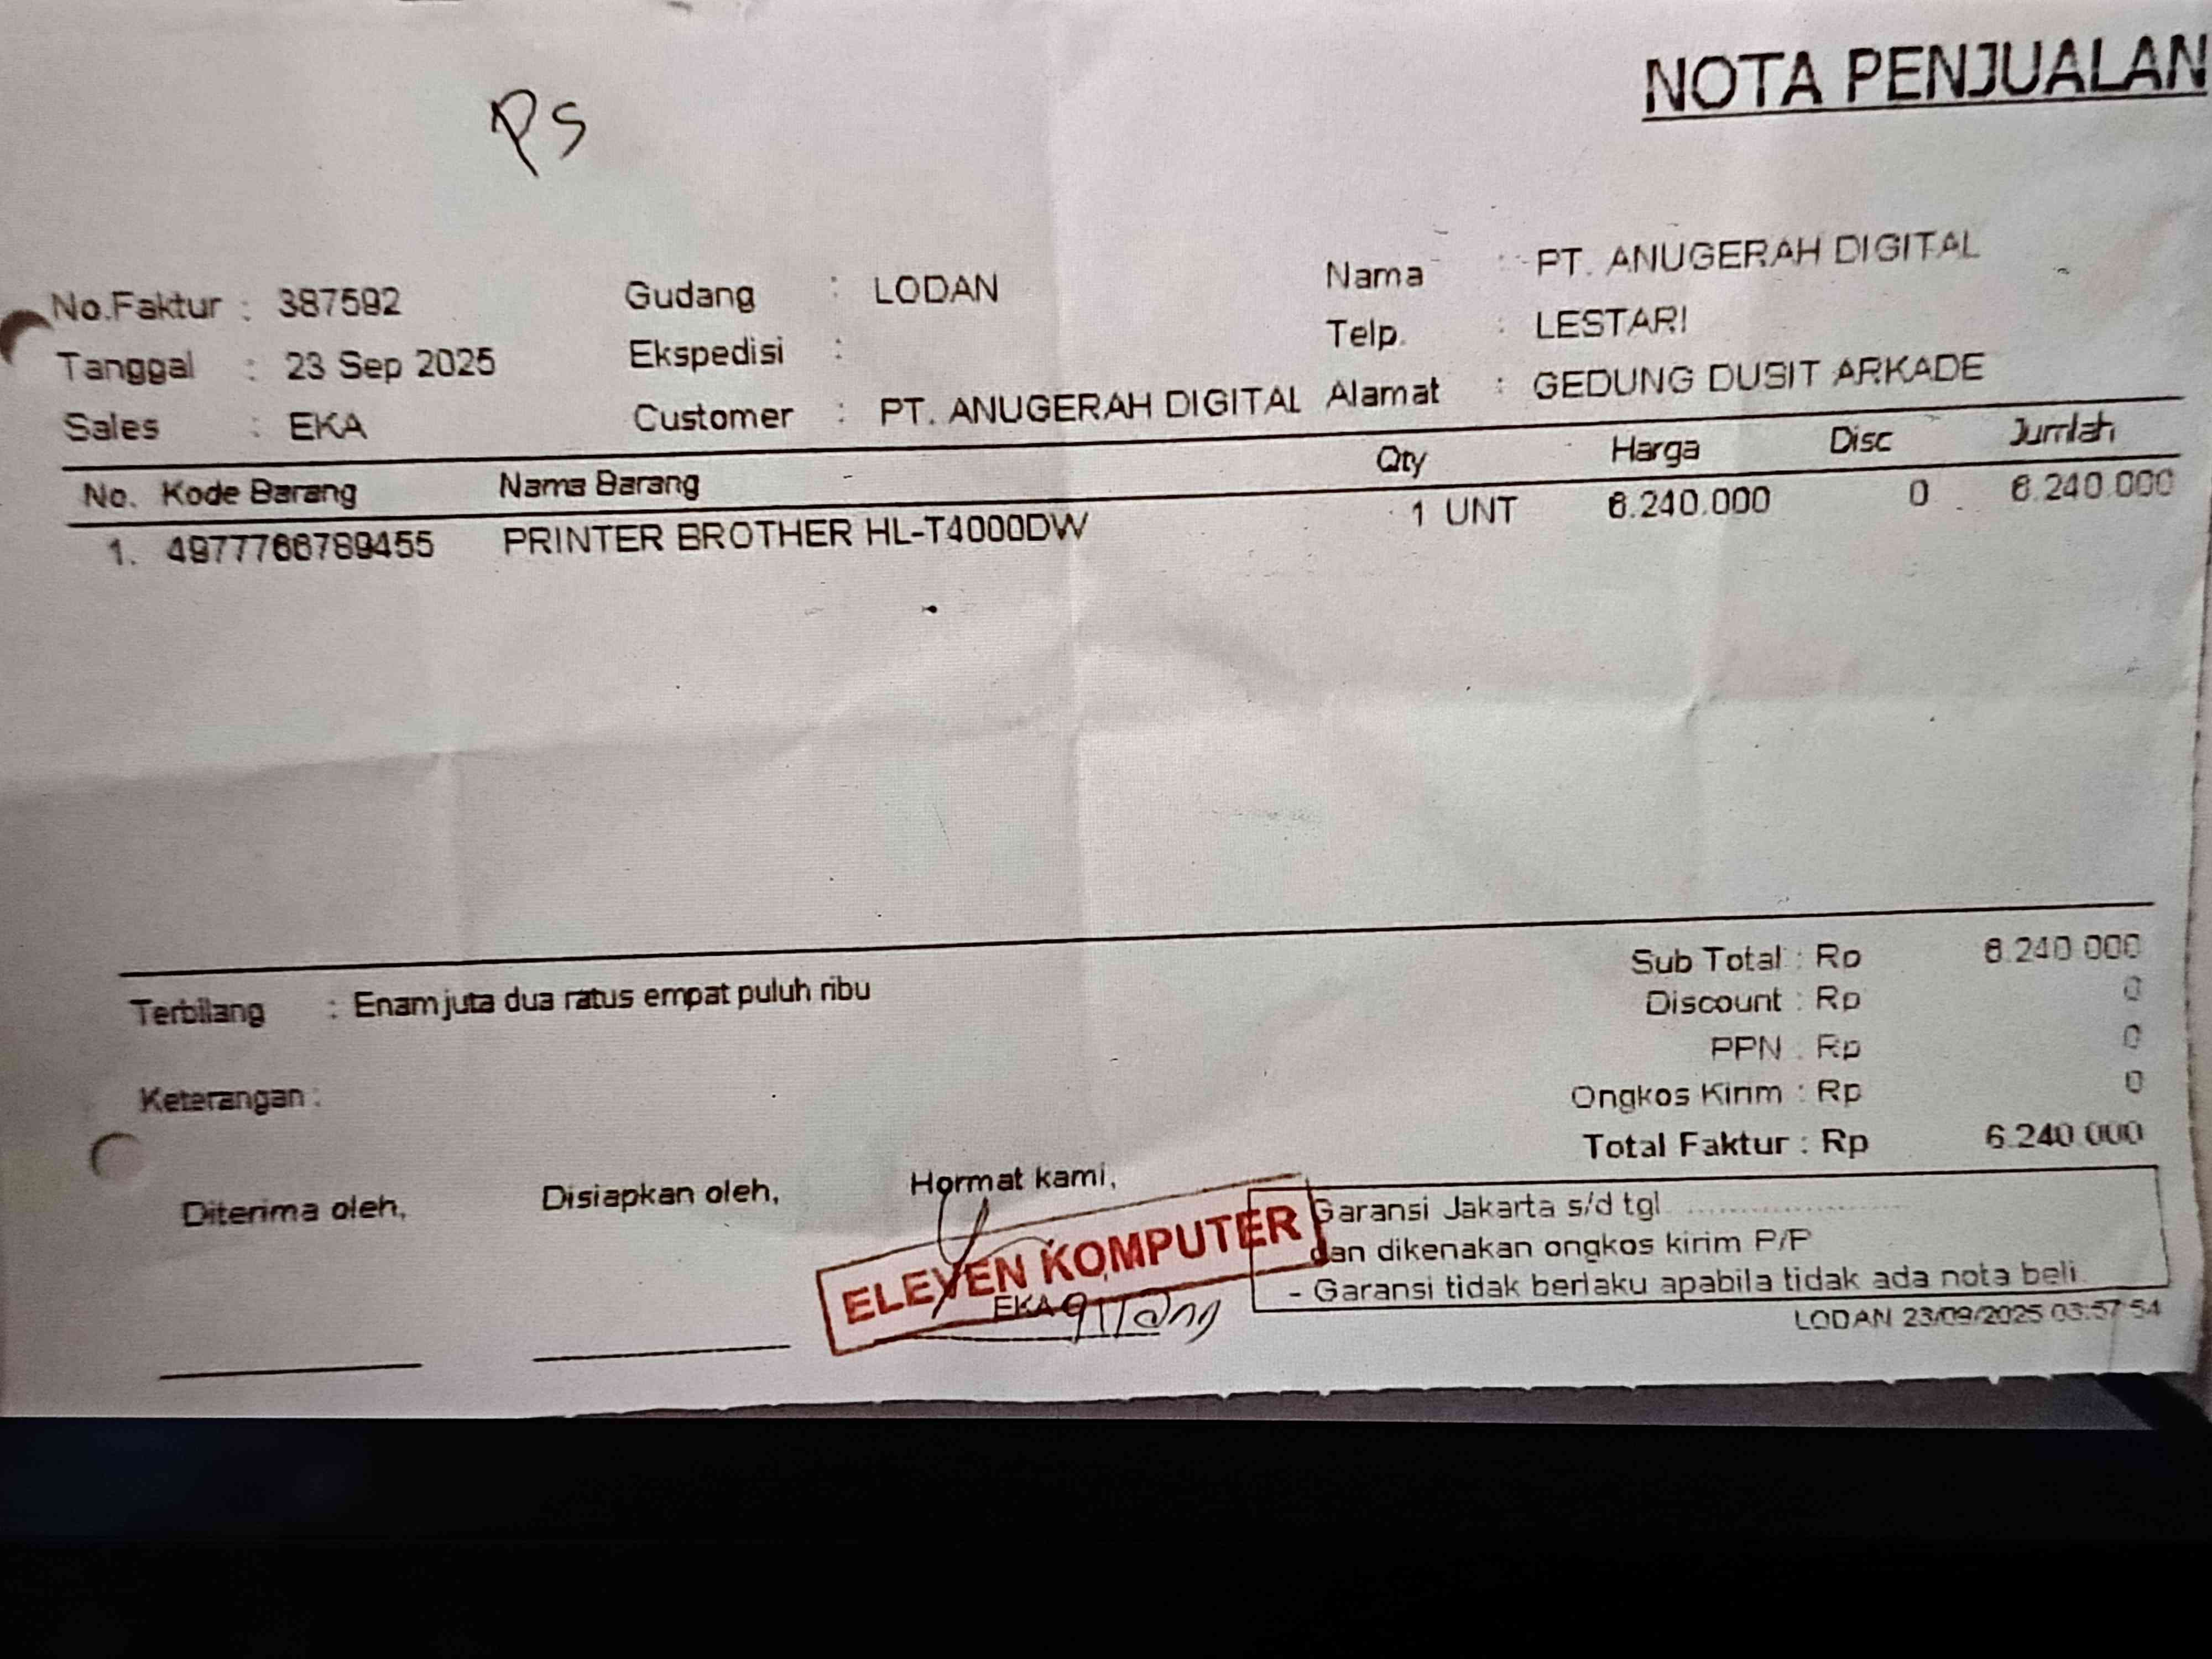 NOTA PENJUALAN
PS
No.Faktur : 387592 Gudang : LODAN Nama : PT. ANUGERAH DIGITAL
Tanggal : 23 Sep 2025 Ekspedisi : Telp. : LESTARI
Sales : EKA Customer : PT. ANUGERAH DIGITAL Alamat : GEDUNG DUSIT ARKADE
No. Kode Barang Nama Barang Qty Harga Disc Jumlah
1. 4977766789455 PRINTER BROTHER HL-T4000DW 1 UNT 6.240.000 0 6.240.000
Sub Total : Rp 6.240.000
Terbilang : Enam juta dua ratus empat puluh ribu
Discount : Rp 0
PPN : Rp 0
Keterangan :
Ongkos Kirim : Rp 0
Total Faktur : Rp 6.240.000
Diterima oleh, Disiapkan oleh, Hormat kami,
ELEVEN KOMPUTER
EKA
Garansi Jakarta s/d tgl ....................
dan dikenakan ongkos kirim P/P
- Garansi tidak berlaku apabila tidak ada nota beli
LODAN 23/09/2025 03:57:54